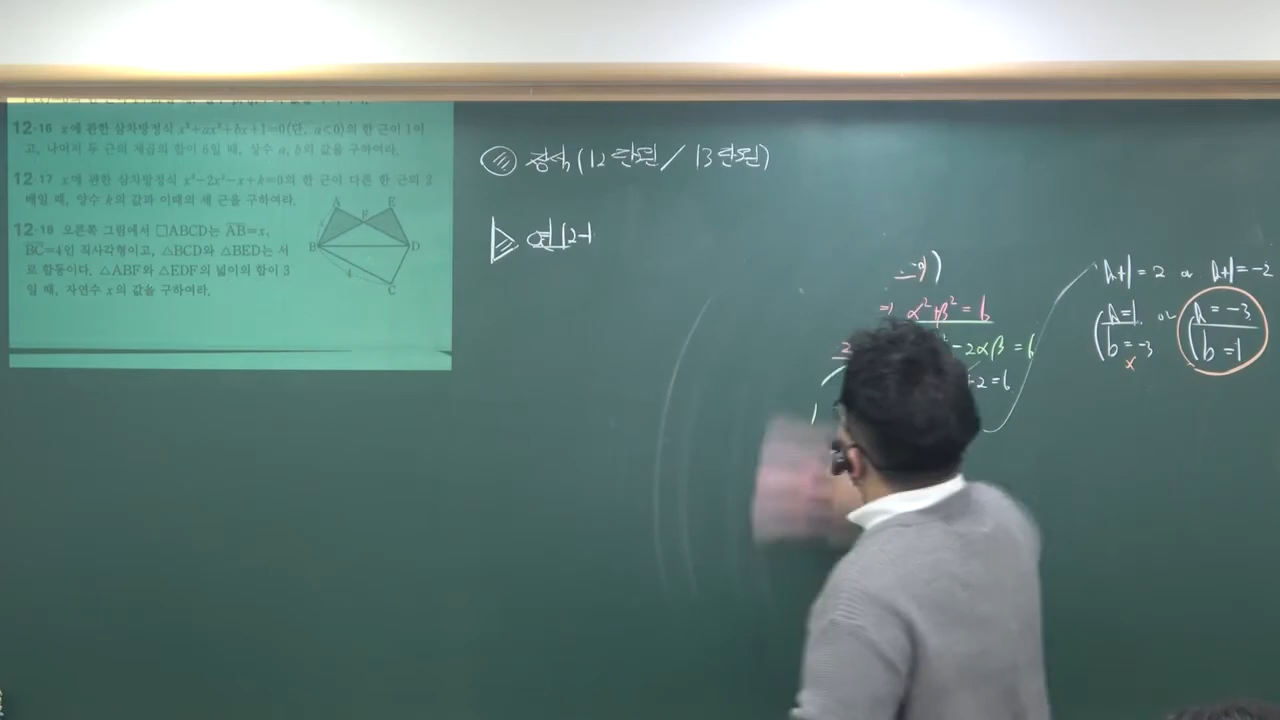 12·16 x에 관한 삼차방정식 x³+ax²+bx+1=0(단, a<0)의 한 근이 1이
고, 나머지 두 근의 제곱의 합이 6일 때, 상수 a, b의 값을 구하여라.
12·17 x에 관한 삼차방정식 x³-2x²-x+k=0의 한 근이 다른 한 근의 2
배일 때, 양수 k의 값과 이때의 세 근을 구하여라.
12·18 오른쪽 그림에서 □ABCD는 AB=x,
BC=4인 직사각형이고, △BCD와 △BED는 서
로 합동이다. △ABF와 △EDF의 넓이의 합이 3
일 때, 자연수 x의 값을 구하여라.
A E
F
B D
4
C
(12단원 / 13단원)
12-1
⇒ α²+β²=6
-2αβ=6
+2=6
a+1=2 or a+1=-2
a=1 or a=-3
b=-3 b=1
x